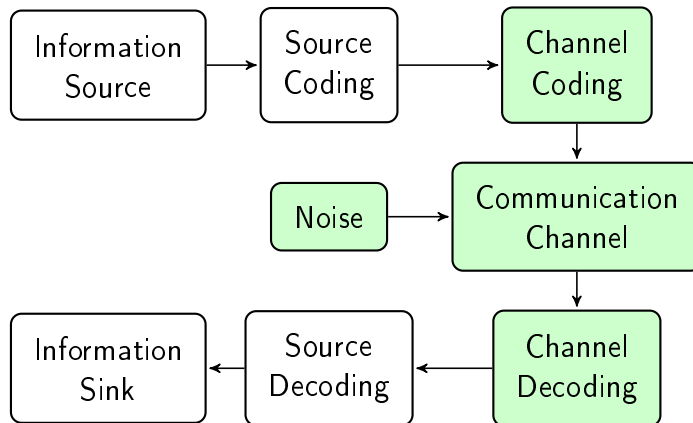 Information
Source
Source
Coding
Channel
Coding
Noise
Communication
Channel
Information
Sink
Source
Decoding
Channel
Decoding